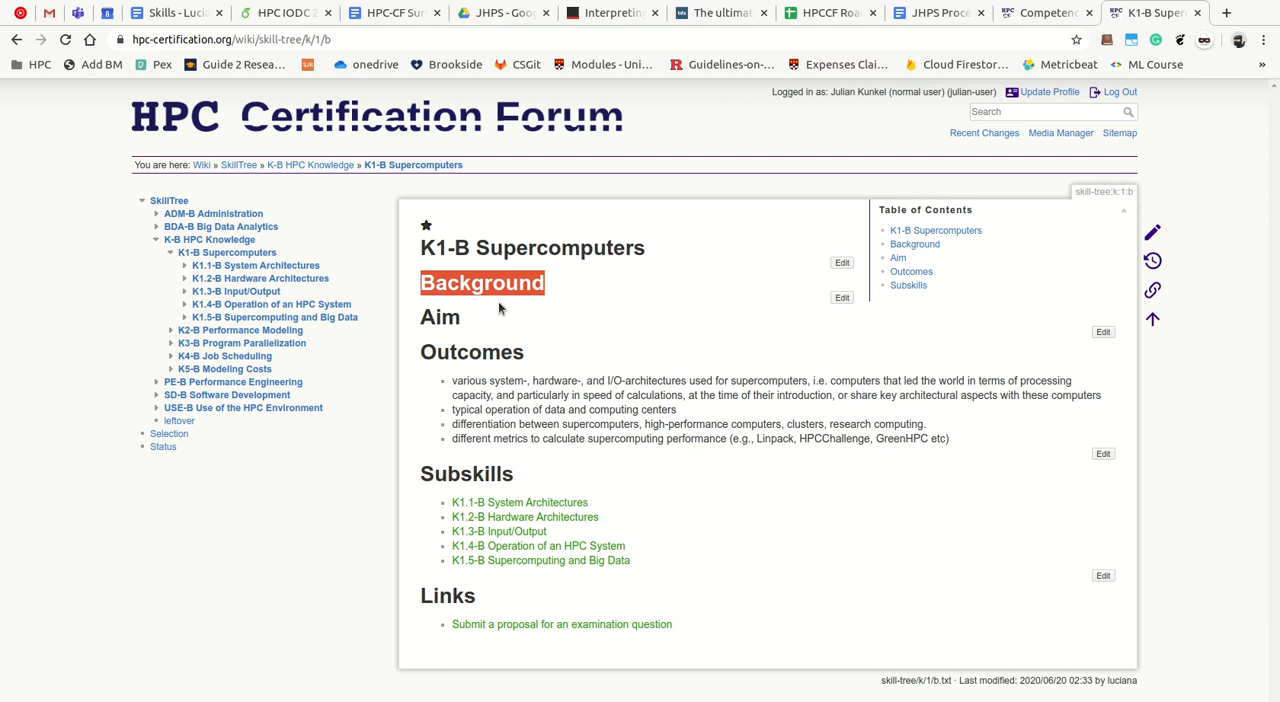 Skills - Lucia
HPC IODC 2
HPC-CF Sur
JHPS - Goo
Interpretin
The ultimat
HPCCF Roa
JHPS Proce
Competenc
K1-B Super
hpc-certification.org/wiki/skill-tree/k/1/b
HPC
Add BM
Pex
Guide 2 Resea...
SJR
onedrive
Brookside
CSGit
Modules - Uni...
Guidelines-on-...
Expenses Clai...
Cloud Firestor...
Metricbeat
ML Course
»
Logged in as: Julian Kunkel (normal user) (julian-user) Update Profile Log Out
HPC Certification Forum
Search
Recent Changes Media Manager Sitemap
You are here: Wiki » SkillTree » K-B HPC Knowledge » K1-B Supercomputers
skill-tree:k:1:b
SkillTree
ADM-B Administration
BDA-B Big Data Analytics
K-B HPC Knowledge
K1-B Supercomputers
K1.1-B System Architectures
K1.2-B Hardware Architectures
K1.3-B Input/Output
K1.4-B Operation of an HPC System
K1.5-B Supercomputing and Big Data
K2-B Performance Modeling
K3-B Program Parallelization
K4-B Job Scheduling
K5-B Modeling Costs
PE-B Performance Engineering
SD-B Software Development
USE-B Use of the HPC Environment
leftover
Selection
Status
K1-B Supercomputers
Edit
Background
Edit
Aim
Edit
Outcomes
various system-, hardware-, and I/O-architectures used for supercomputers, i.e. computers that led the world in terms of processing
capacity, and particularly in speed of calculations, at the time of their introduction, or share key architectural aspects with these computers
typical operation of data and computing centers
differentiation between supercomputers, high-performance computers, clusters, research computing.
different metrics to calculate supercomputing performance (e.g., Linpack, HPCChallenge, GreenHPC etc)
Edit
Subskills
K1.1-B System Architectures
K1.2-B Hardware Architectures
K1.3-B Input/Output
K1.4-B Operation of an HPC System
K1.5-B Supercomputing and Big Data
Edit
Links
Submit a proposal for an examination question
Table of Contents
K1-B Supercomputers
Background
Aim
Outcomes
Subskills
skill-tree/k/1/b.txt · Last modified: 2020/06/20 02:33 by luciana